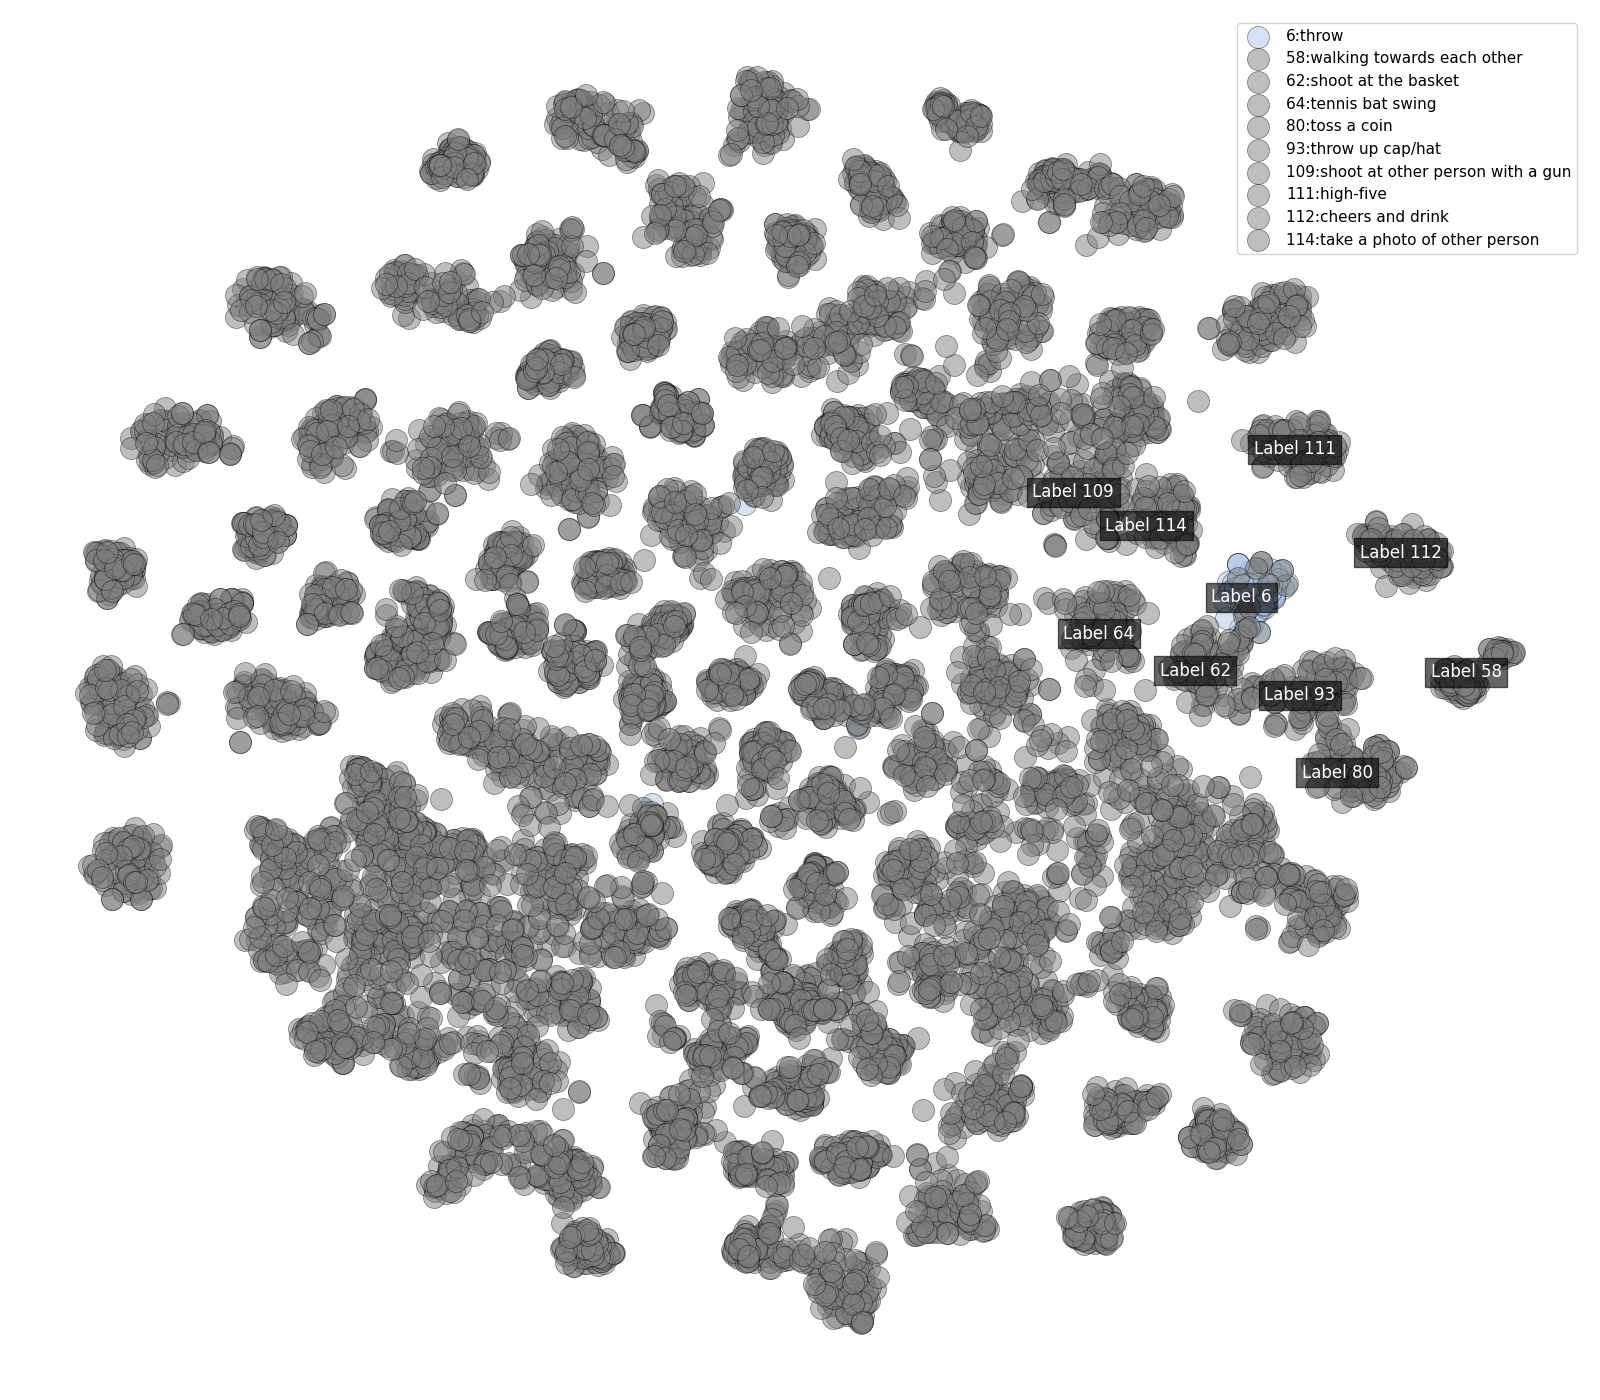 6:throw
58:walking towards each other
62:shoot at the basket
64:tennis bat swing
80:toss a coin
93:throw up cap/hat
109:shoot at other person with a gun
111:high-five
112:cheers and drink
114:take a photo of other person
Label 111
Label 109
Label 114
Label 112
Label 6
Label 64
Label 62
Label 58
Label 93
Label 80